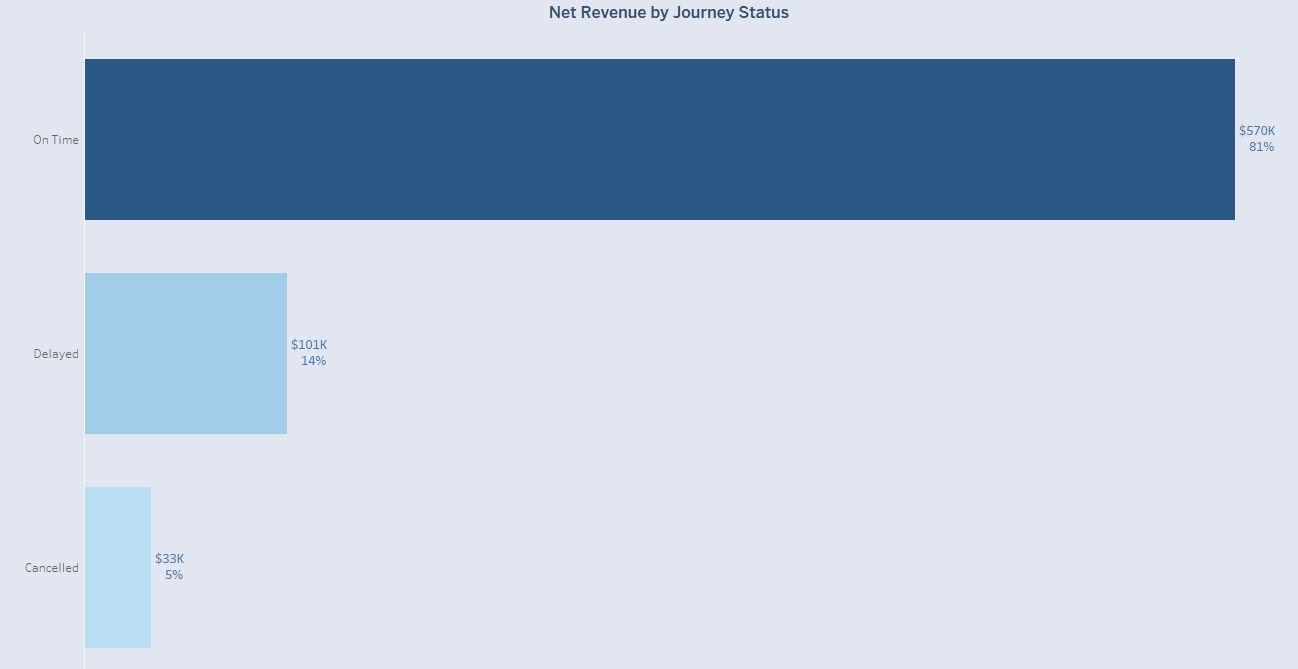 Net Revenue by Journey Status
On Time
$570K
81%
Delayed
$101K
14%
Cancelled
$33K
5%